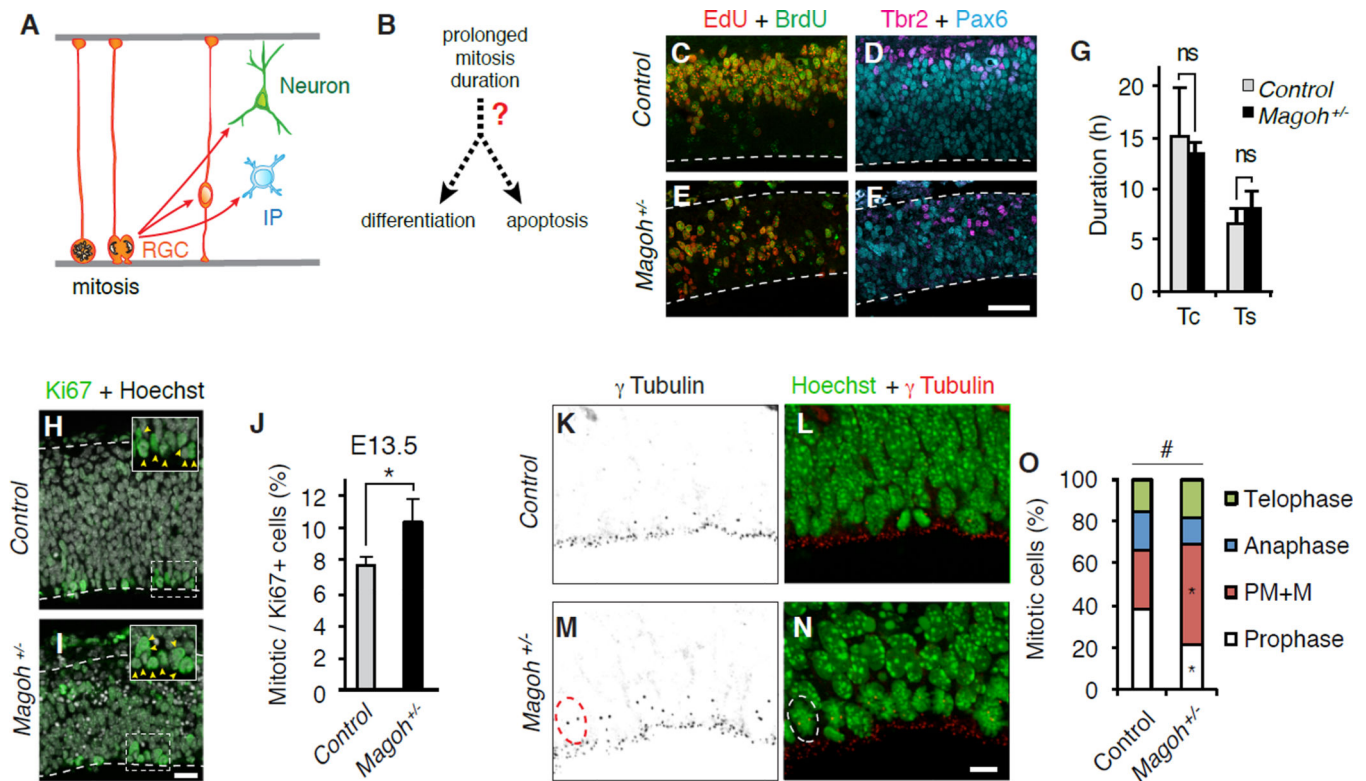 A
Neuron
IP
RGC
mitosis
B
prolonged
mitosis
duration
?
differentiation
apoptosis
EdU + BrdU
Tbr2 + Pax6
Control
Magoh+/-
C
D
E
F
G
ns
ns
Control
Magoh+/-
Duration (h)
20
15
10
5
0
Tc
Ts
Ki67 + Hoechst
Control
Magoh+/-
H
I
J
E13.5
*
Mitotic / Ki67+ cells (%)
12
10
8
6
4
2
0
Control
Magoh+/-
γ Tubulin
Hoechst + γ Tubulin
Control
Magoh+/-
K
L
M
N
O
#
Mitotic cells (%)
100
80
60
40
20
0
*
*
Telophase
Anaphase
PM+M
Prophase
Control
Magoh+/-